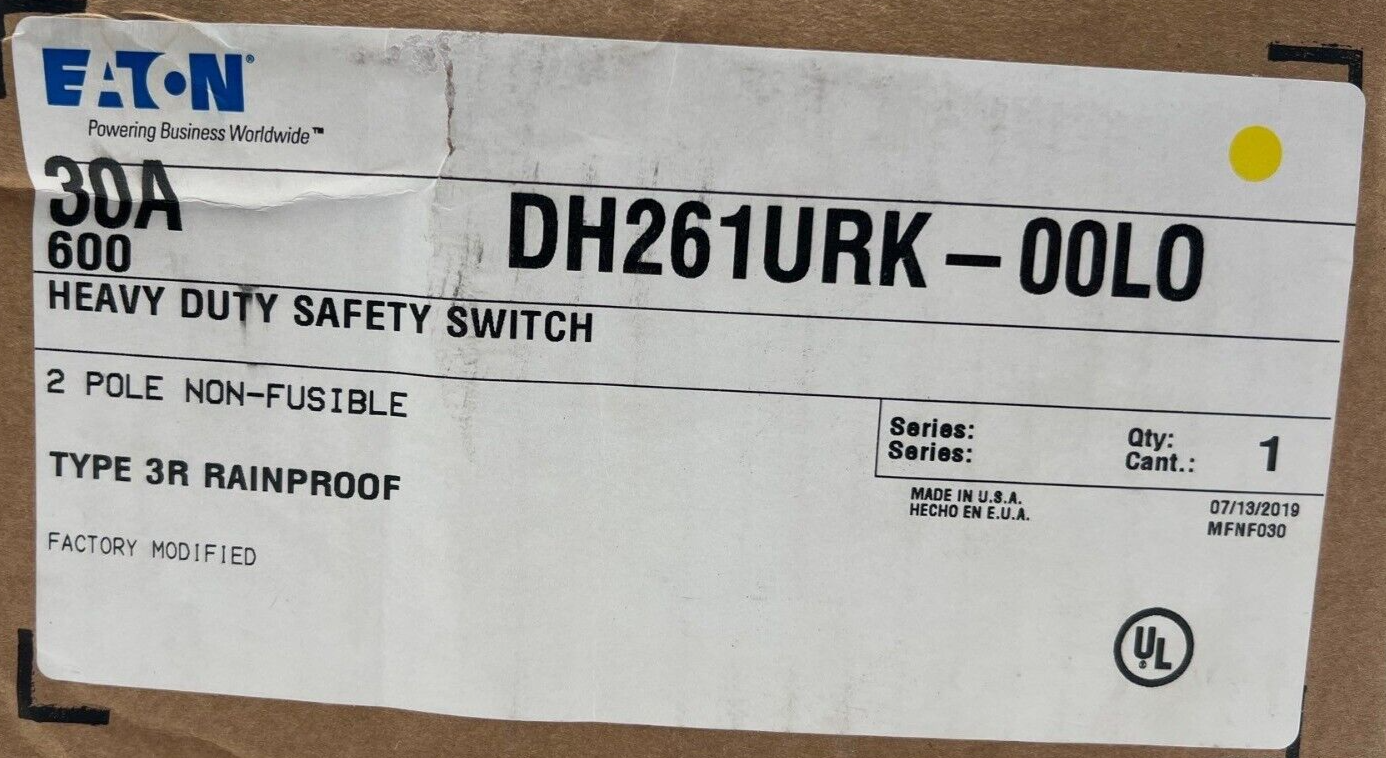 EATON®
Powering Business Worldwide™
30A
600
DH261URK-00L0
HEAVY DUTY SAFETY SWITCH
2 POLE NON-FUSIBLE
TYPE 3R RAINPROOF
FACTORY MODIFIED
Series:
Series:
Qty:
Cant.:
1
MADE IN U.S.A.
HECHO EN E.U.A.
07/13/2019
MFNF030
UL